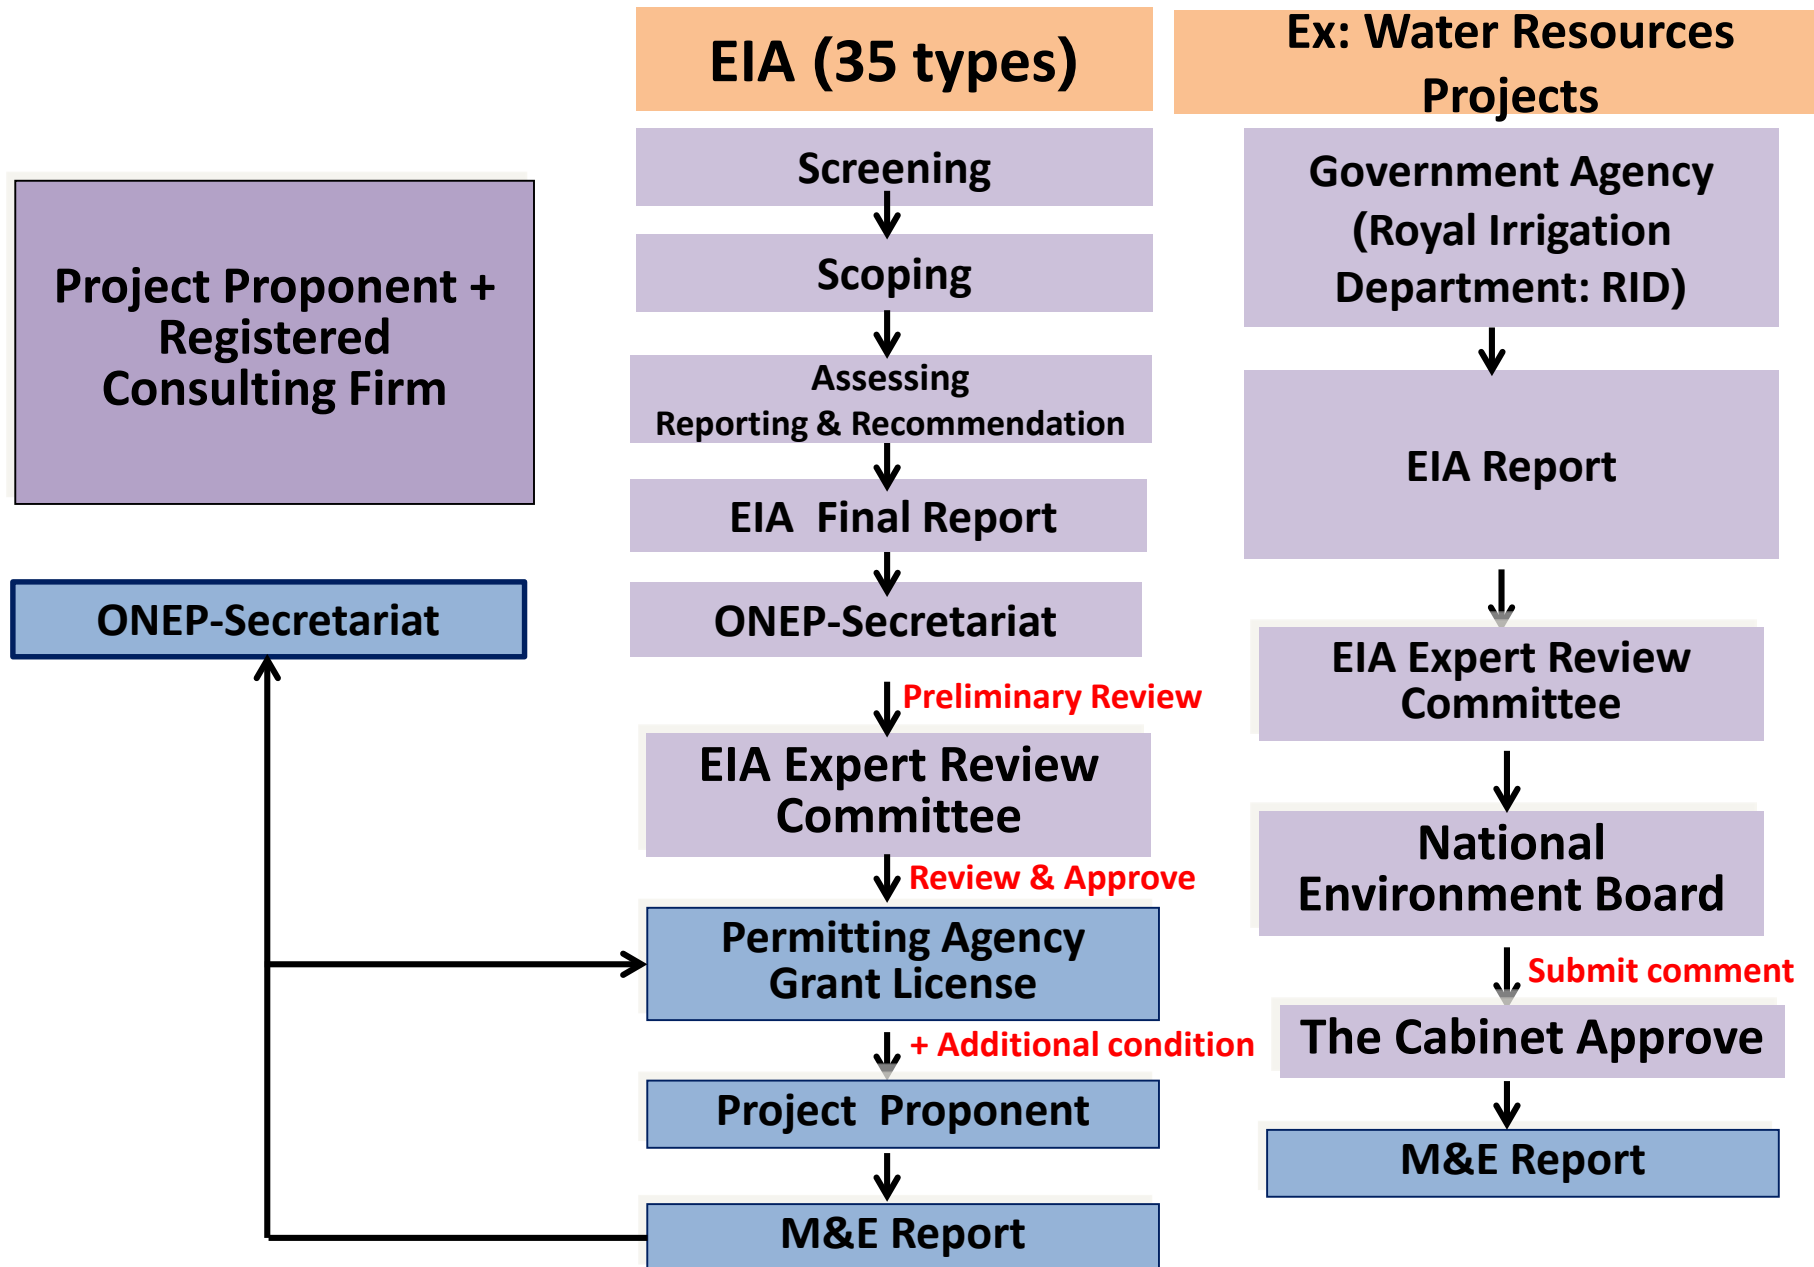 EIA (35 types)
Ex: Water Resources
Projects
Project Proponent +
Registered
Consulting Firm
ONEP-Secretariat
Screening
Scoping
Assessing
Reporting & Recommendation
EIA Final Report
ONEP-Secretariat
Preliminary Review
EIA Expert Review
Committee
Review & Approve
Permitting Agency
Grant License
+ Additional condition
Project Proponent
M&E Report
Government Agency
(Royal Irrigation
Department: RID)
EIA Report
EIA Expert Review
Committee
National
Environment Board
Submit comment
The Cabinet Approve
M&E Report